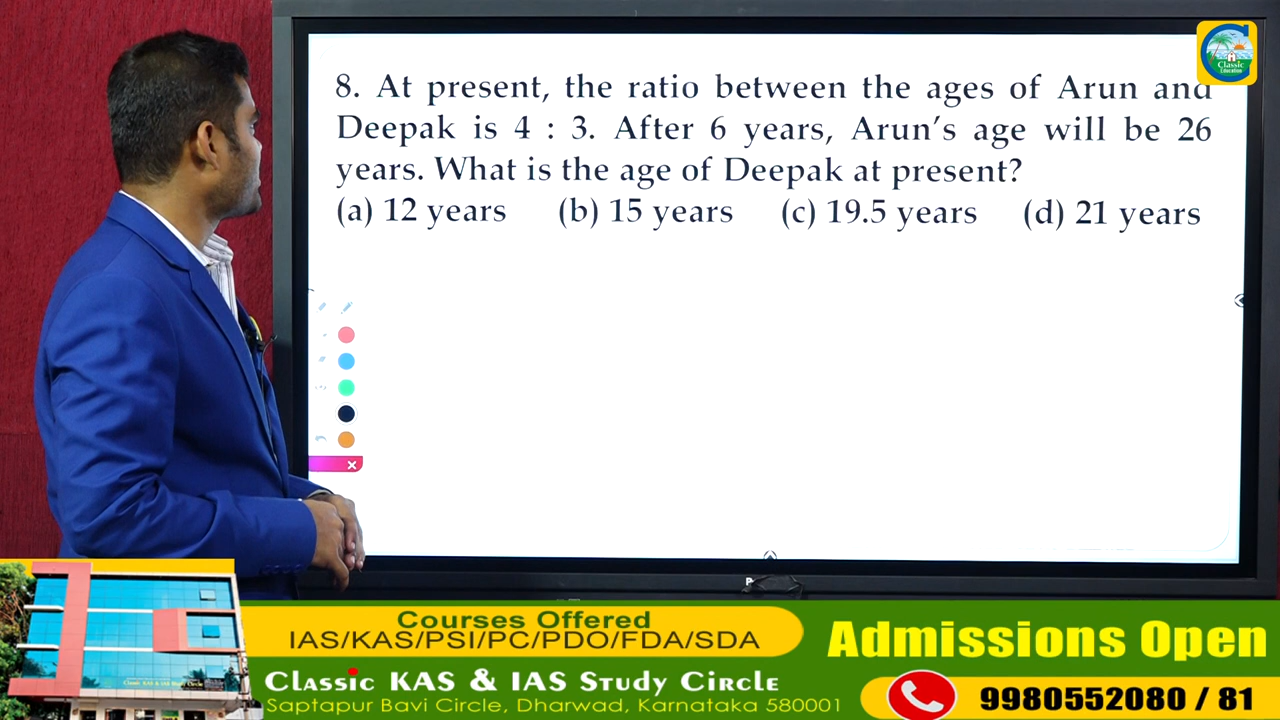 8. At present, the ratio between the ages of Arun and
Deepak is 4 : 3. After 6 years, Arun's age will be 26
years. What is the age of Deepak at present?
(a) 12 years (b) 15 years (c) 19.5 years (d) 21 years
Classic
Education
Courses Offered
IAS/KAS/PSI/PC/PDO/FDA/SDA
Admissions Open
Classic KAS & IAS Study Circle
Saptapur Bavi Circle, Dharwad, Karnataka 580001
9980552080 / 81